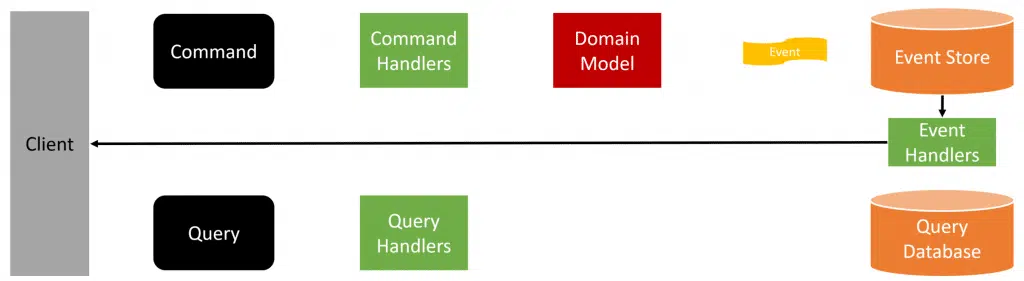 Client
Command
Command
Handlers
Domain
Model
Event
Event Store
Event
Handlers
Query
Query
Handlers
Query
Database